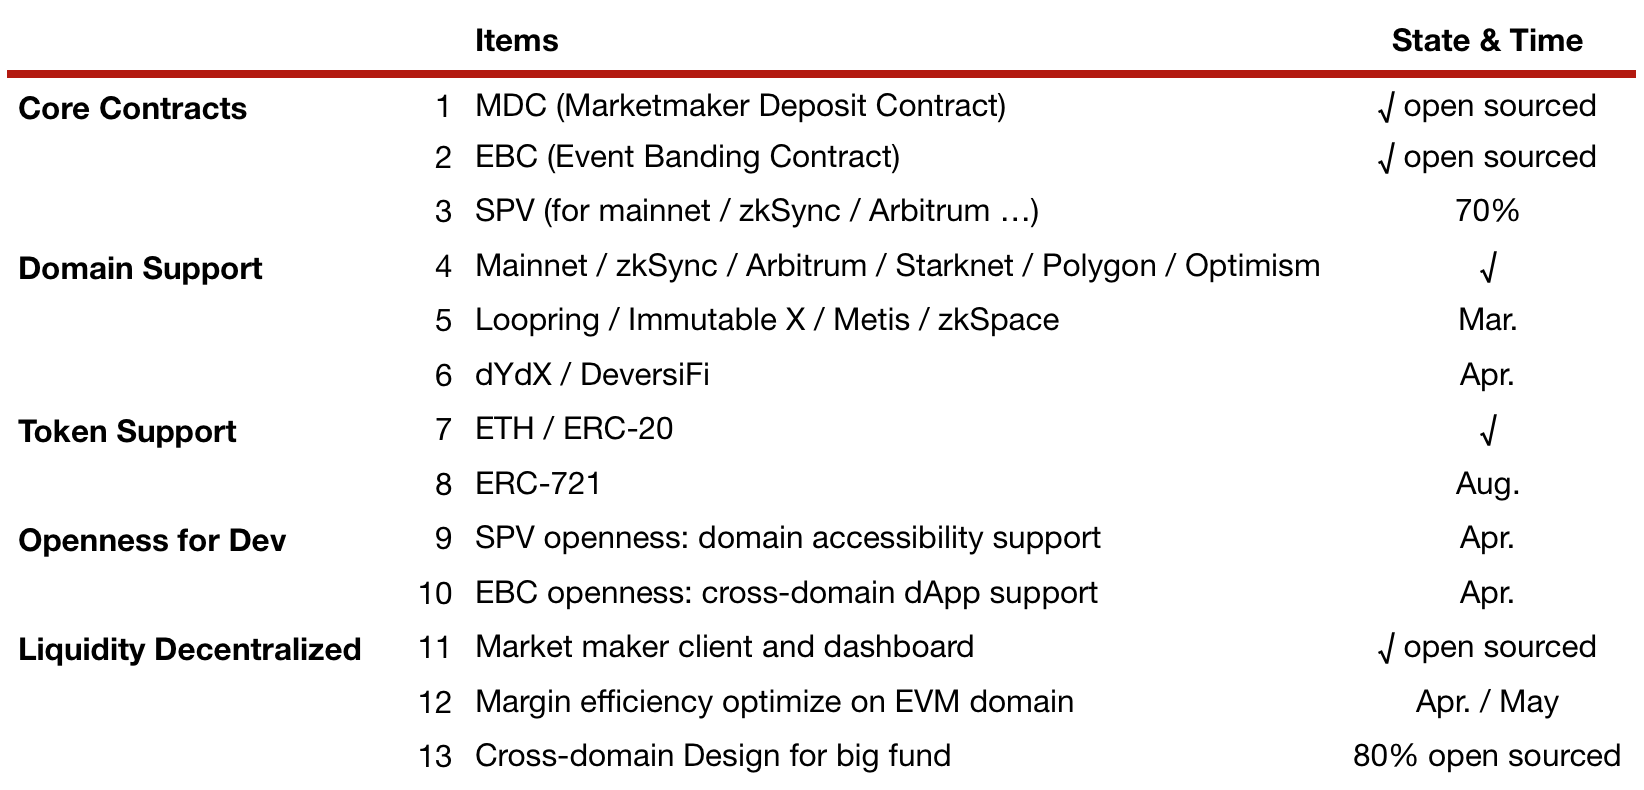 Items State & Time
Core Contracts 1 MDC (Marketmaker Deposit Contract) √ open sourced
2 EBC (Event Banding Contract) √ open sourced
3 SPV (for mainnet / zkSync / Arbitrum …) 70%
Domain Support 4 Mainnet / zkSync / Arbitrum / Starknet / Polygon / Optimism √
5 Loopring / Immutable X / Metis / zkSpace Mar.
6 dYdX / DeversiFi Apr.
Token Support 7 ETH / ERC-20 √
8 ERC-721 Aug.
Openness for Dev 9 SPV openness: domain accessibility support Apr.
10 EBC openness: cross-domain dApp support Apr.
Liquidity Decentralized 11 Market maker client and dashboard √ open sourced
12 Margin efficiency optimize on EVM domain Apr. / May
13 Cross-domain Design for big fund 80% open sourced